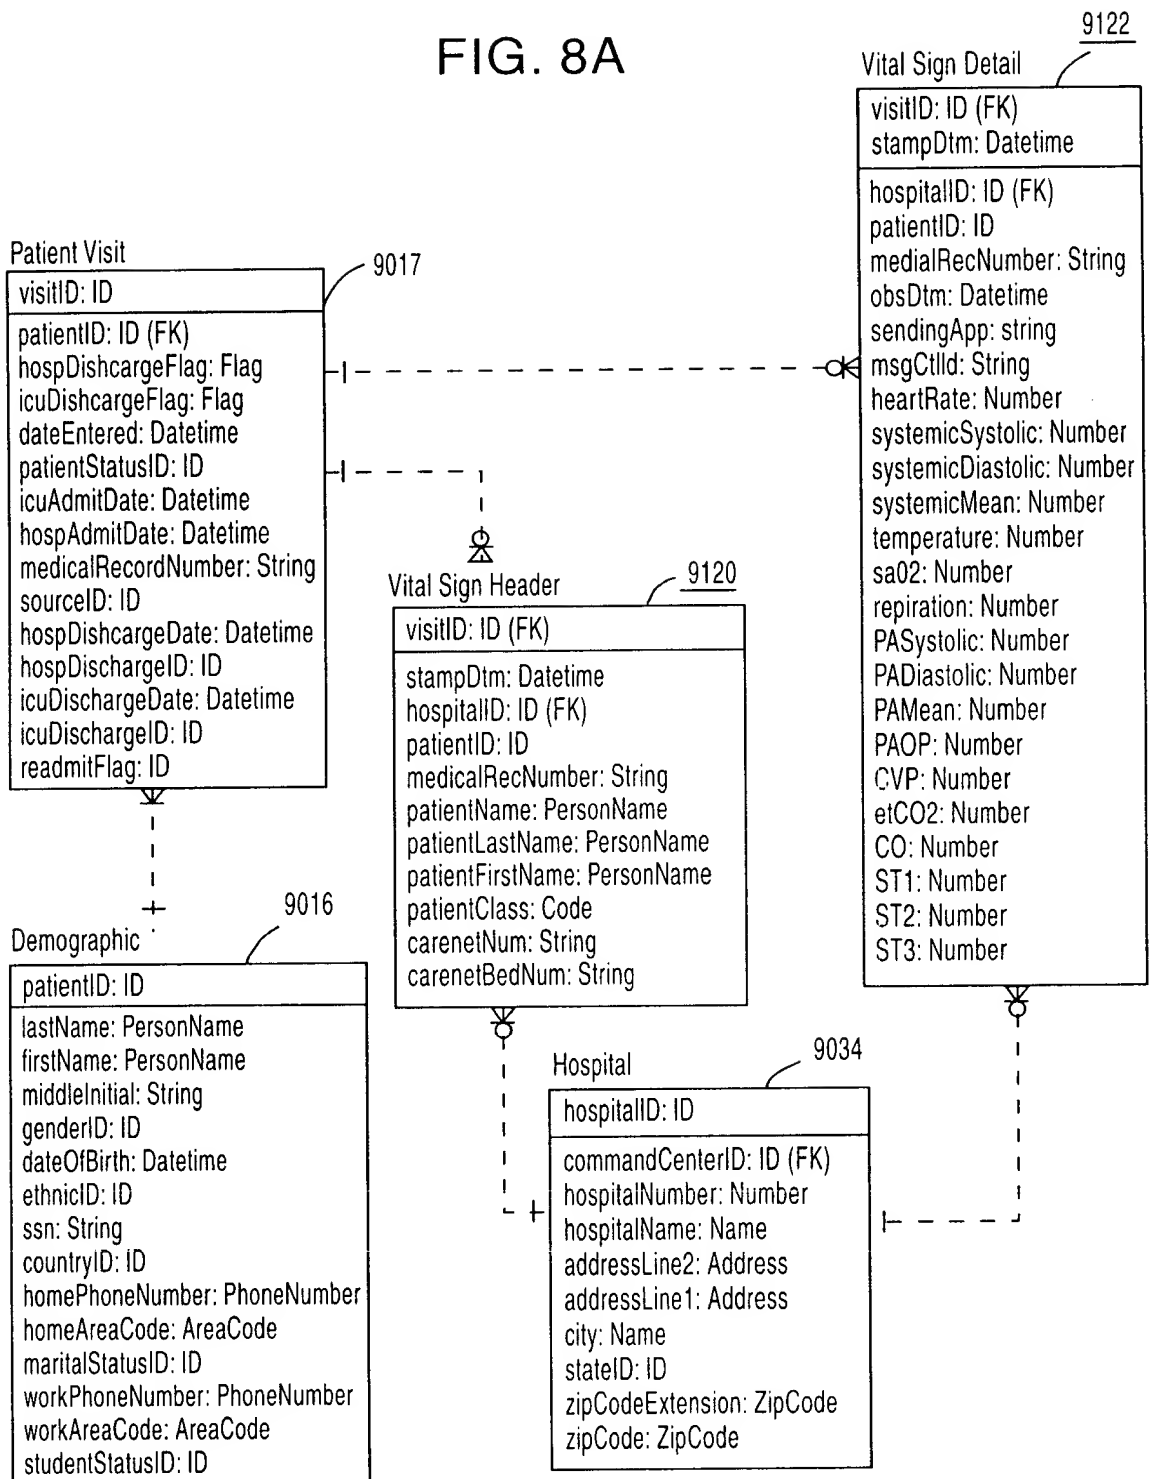 FIG. 8A
9122
Vital Sign Detail
visitID: ID (FK)
stampDtm: Datetime
hospitalID: ID (FK)
patientID: ID
medialRecNumber: String
obsDtm: Datetime
sendingApp: string
msgCtlId: String
heartRate: Number
systemicSystolic: Number
systemicDiastolic: Number
systemicMean: Number
temperature: Number
sa02: Number
repiration: Number
PASystolic: Number
PADiastolic: Number
PAMean: Number
PAOP: Number
CVP: Number
etCO2: Number
CO: Number
ST1: Number
ST2: Number
ST3: Number
Patient Visit
9017
visitID: ID
patientID: ID (FK)
hospDishcargeFlag: Flag
icuDishcargeFlag: Flag
dateEntered: Datetime
patientStatusID: ID
icuAdmitDate: Datetime
hospAdmitDate: Datetime
medicalRecordNumber: String
sourceID: ID
hospDishcargeDate: Datetime
hospDischargeID: ID
icuDischargeDate: Datetime
icuDischargeID: ID
readmitFlag: ID
Vital Sign Header
9120
visitID: ID (FK)
stampDtm: Datetime
hospitalID: ID (FK)
patientID: ID
medicalRecNumber: String
patientName: PersonName
patientLastName: PersonName
patientFirstName: PersonName
patientClass: Code
carenetNum: String
carenetBedNum: String
Demographic
9016
patientID: ID
lastName: PersonName
firstName: PersonName
middleInitial: String
genderID: ID
dateOfBirth: Datetime
ethnicID: ID
ssn: String
countryID: ID
homePhoneNumber: PhoneNumber
homeAreaCode: AreaCode
maritalStatusID: ID
workPhoneNumber: PhoneNumber
workAreaCode: AreaCode
studentStatusID: ID
Hospital
9034
hospitalID: ID
commandCenterID: ID (FK)
hospitalNumber: Number
hospitalName: Name
addressLine2: Address
addressLine1: Address
city: Name
stateID: ID
zipCodeExtension: ZipCode
zipCode: ZipCode